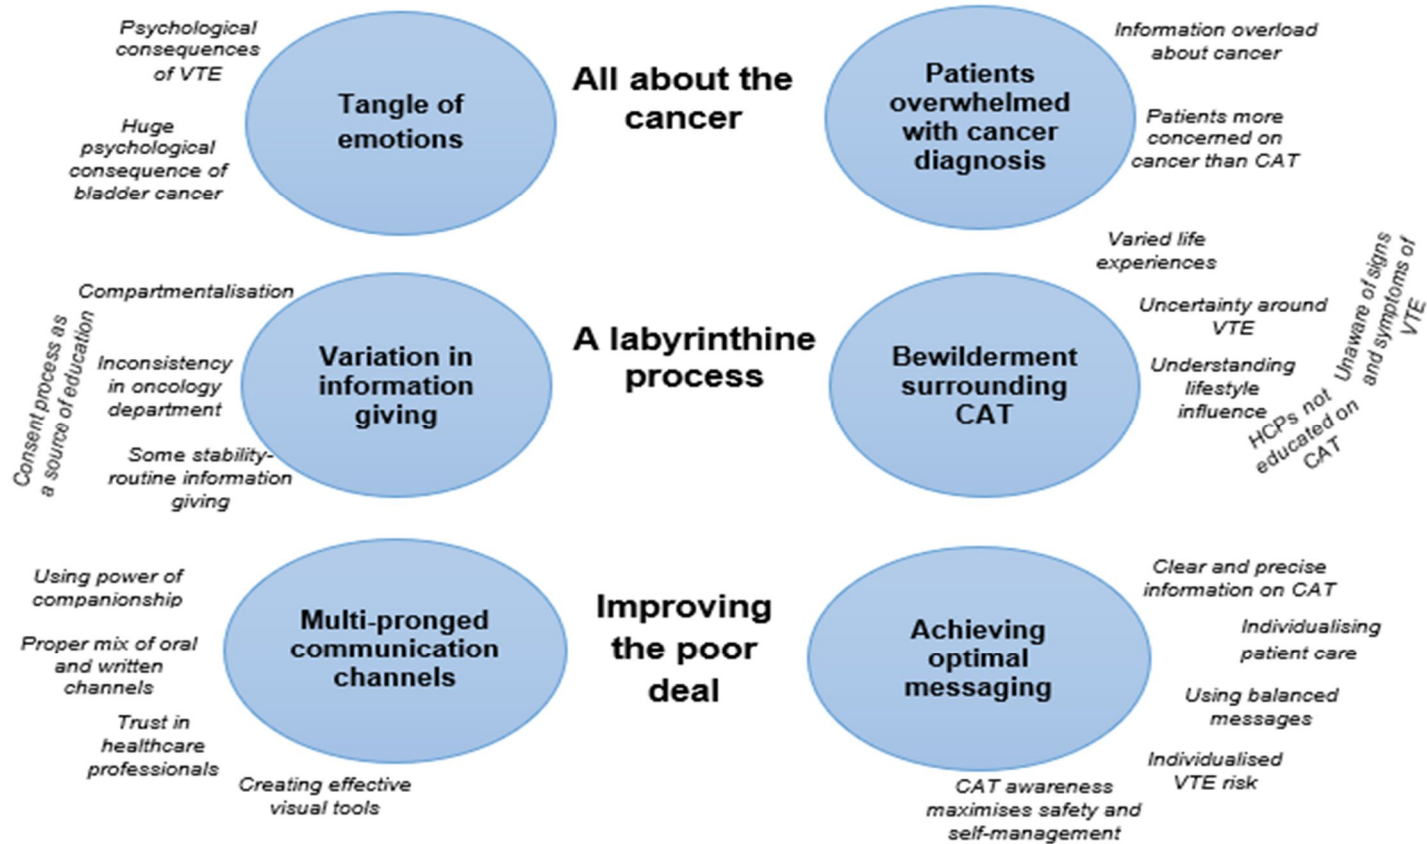 Psychological
consequences
of VTE
Huge
psychological
consequence of
bladder cancer
Tangle of
emotions
All about the
cancer
Patients
overwhelmed
with cancer
diagnosis
Information overload
about cancer
Patients more
concerned on
cancer than CAT
Consent process as
a source of education
Compartmentalisation
Inconsistency
in oncology
department
Some stability-
routine information
giving
Variation in
information
giving
A labyrinthine
process
Bewilderment
surrounding
CAT
Varied life
experiences
Uncertainty around
VTE
Understanding
lifestyle
influence
HCPs not
educated on
CAT
Unaware of signs
and symptoms of
VTE
Using power of
companionship
Proper mix of oral
and written
channels
Trust in
healthcare
professionals
Creating effective
visual tools
Multi-pronged
communication
channels
Improving
the poor
deal
Achieving
optimal
messaging
Clear and precise
information on CAT
Individualising
patient care
Using balanced
messages
Individualised
VTE risk
CAT awareness
maximises safety and
self-management